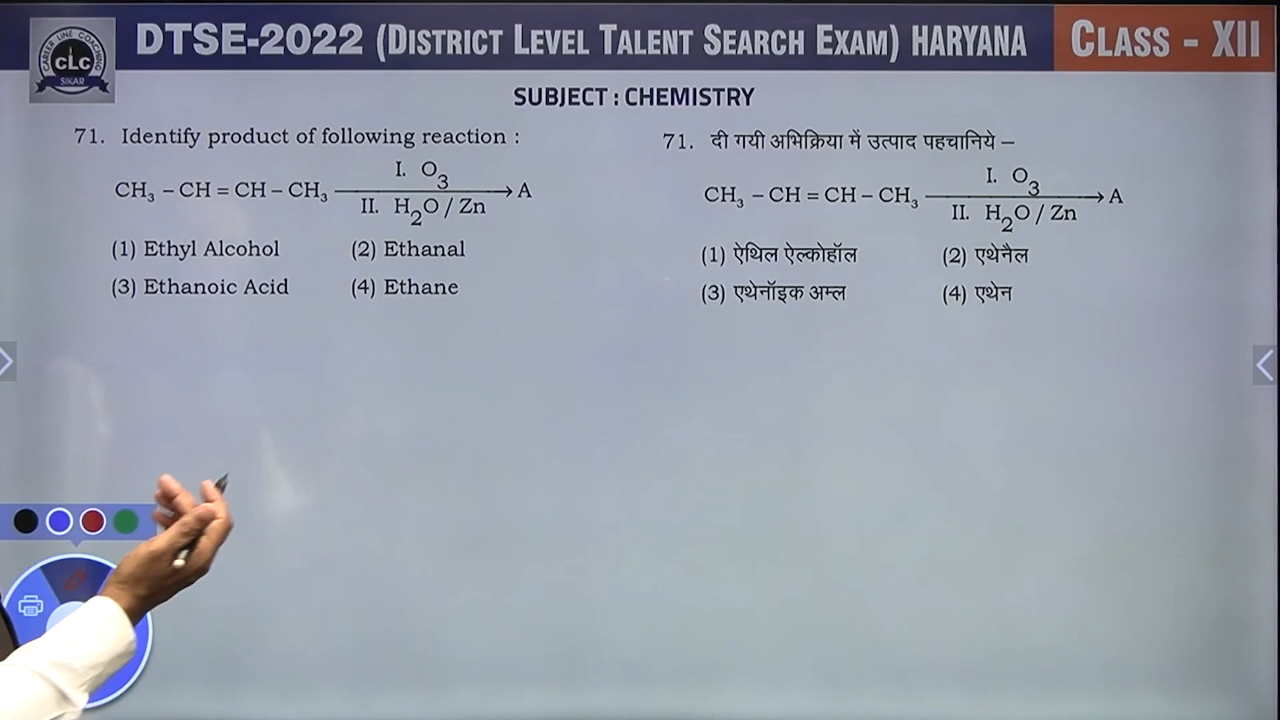 DTSE-2022 (DISTRICT LEVEL TALENT SEARCH EXAM) HARYANA
CLASS - XII
CAREER LINE COACHING
CLC
SIKAR
SUBJECT : CHEMISTRY
71. Identify product of following reaction :
I. O3
CH3 – CH = CH – CH3 ⟶ A
II. H2O / Zn
(1) Ethyl Alcohol (2) Ethanal
(3) Ethanoic Acid (4) Ethane
71. दी गयी अभिक्रिया में उत्पाद पहचानिये –
I. O3
CH3 – CH = CH – CH3 ⟶ A
II. H2O / Zn
(1) ऐथिल ऐल्कोहॉल (2) एथेनैल
(3) एथेनॉइक अम्ल (4) एथेन